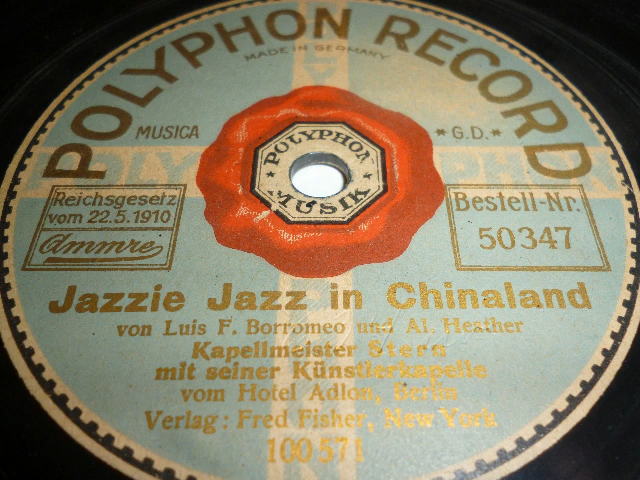 POLYPHON RECORD
MADE IN GERMANY
MUSICA
*G.D.*
POLYPHON
MUSIK
Reichsgesetz
vom 22.5.1910
Ammre
Bestell-Nr.
50347
Jazzie Jazz in Chinaland
von Luis F. Borromeo und Al. Heather
Kapellmeister Stern
mit seiner Künstlerkapelle
vom Hotel Adlon, Berlin
Verlag: Fred Fisher, New York
100571